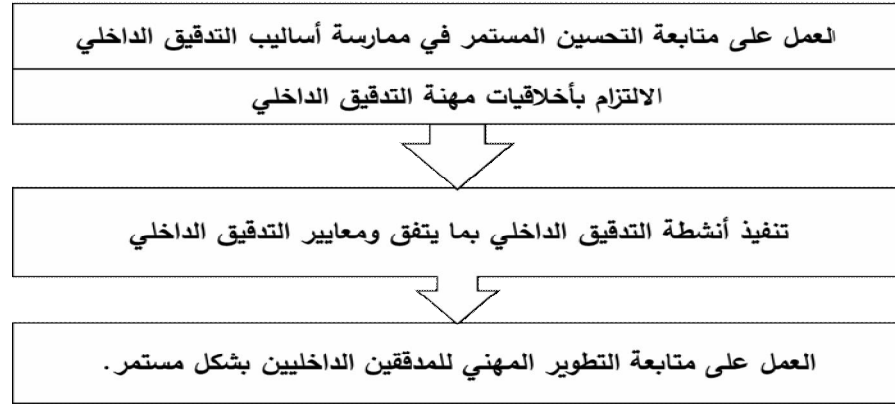 العمل على متابعة التحسين المستمر في ممارسة أساليب التدقيق الداخلي
الالتزام بأخلاقيات مهنة التدقيق الداخلي
تنفيذ أنشطة التدقيق الداخلي بما يتفق ومعايير التدقيق الداخلي
العمل على متابعة التطوير المهني للمدققين الداخليين بشكل مستمر.